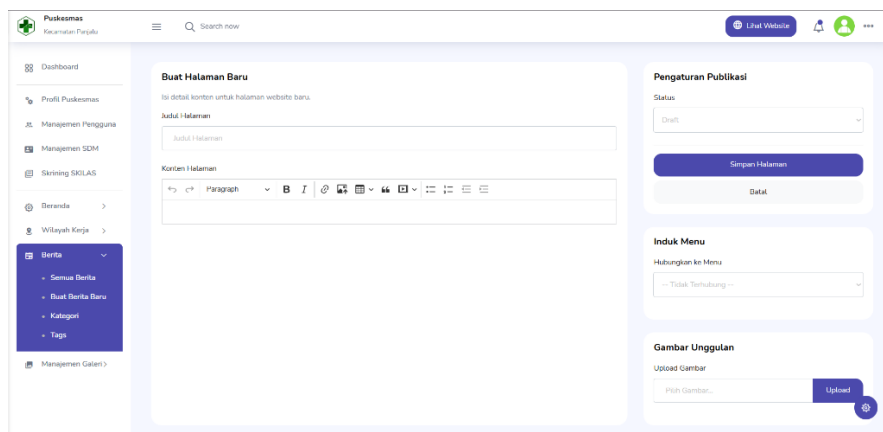 Puskesmas
Kecamatan Panjalu
Search now
Lihat Website
Dashboard
Profil Puskesmas
Manajemen Pengguna
Manajemen SDM
Skrining SKILAS
Beranda
Wilayah Kerja
Berita
Semua Berita
Buat Berita Baru
Kategori
Tags
Manajemen Galeri
Buat Halaman Baru
Isi detail konten untuk halaman website baru.
Judul Halaman
Judul Halaman
Konten Halaman
Paragraph B I
Pengaturan Publikasi
Status
Draft
Simpan Halaman
Batal
Induk Menu
Hubungkan ke Menu
-- Tidak Terhubung --
Gambar Unggulan
Upload Gambar
Pilih Gambar... Upload